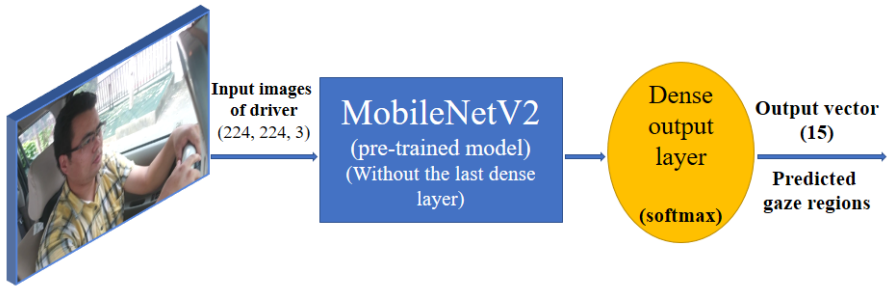 Input images
of driver
(224, 224, 3)
MobileNetV2
(pre-trained model)
(Without the last dense
layer)
Dense
output
layer
(softmax)
Output vector
(15)
Predicted
gaze regions